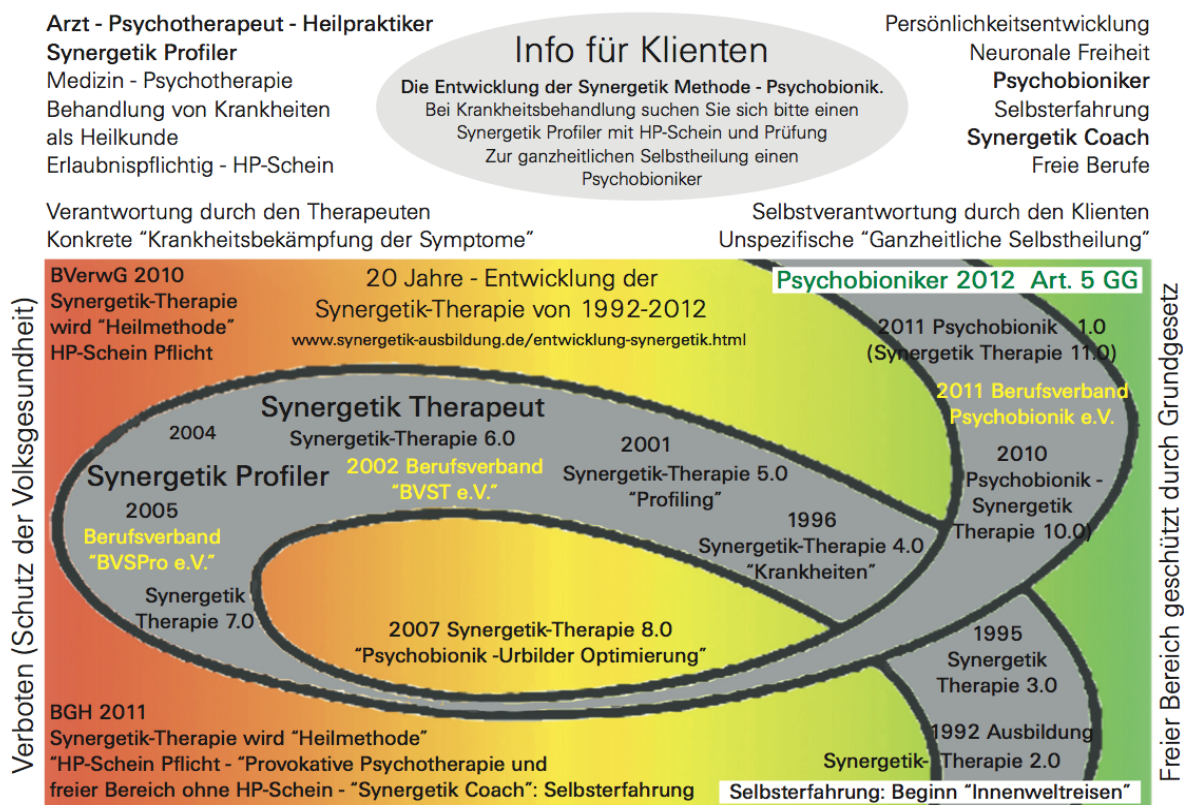 Arzt - Psychotherapeut - Heilpraktiker
Synergetik Profiler
Medizin - Psychotherapie
Behandlung von Krankheiten
als Heilkunde
Erlaubnispflichtig - HP-Schein
Info für Klienten
Die Entwicklung der Synergetik Methode - Psychobionik.
Bei Krankheitsbehandlung suchen Sie sich bitte einen
Synergetik Profiler mit HP-Schein und Prüfung
Zur ganzheitlichen Selbstheilung einen
Psychobioniker
Persönlichkeitsentwicklung
Neuronale Freiheit
Psychobioniker
Selbsterfahrung
Synergetik Coach
Freie Berufe
Verantwortung durch den Therapeuten
Konkrete “Krankheitsbekämpfung der Symptome”
Selbstverantwortung durch den Klienten
Unspezifische “Ganzheitliche Selbstheilung”
Verboten (Schutz der Volksgesundheit)
BVerwG 2010
Synergetik-Therapie
wird “Heilmethode”
HP-Schein Pflicht
20 Jahre - Entwicklung der
Synergetik-Therapie von 1992-2012
www.synergetik-ausbildung.de/entwicklung-synergetik.html
Psychobioniker 2012 Art. 5 GG
2011 Psychobionik 1.0
(Synergetik Therapie 11.0)
2011 Berufsverband
Psychobionik e.V.
2010
Psychobionik -
Synergetik
Therapie 10.0)
Synergetik Therapeut
Synergetik-Therapie 6.0
2004
Synergetik Profiler
2002 Berufsverband
“BVST e.V.”
2001
Synergetik-Therapie 5.0
“Profiling”
2005
Berufsverband
“BVSPro e.V.”
1996
Synergetik-Therapie 4.0
“Krankheiten”
Synergetik
Therapie 7.0
2007 Synergetik-Therapie 8.0
“Psychobionik -Urbilder Optimierung”
1995
Synergetik
Therapie 3.0
1992 Ausbildung
Synergetik- Therapie 2.0
BGH 2011
Synergetik-Therapie wird “Heilmethode”
“HP-Schein Pflicht - “Provokative Psychotherapie und
freier Bereich ohne HP-Schein - “Synergetik Coach”: Selbsterfahrung
Selbsterfahrung: Beginn “Innenweltreisen”
Freier Bereich geschützt durch Grundgesetz